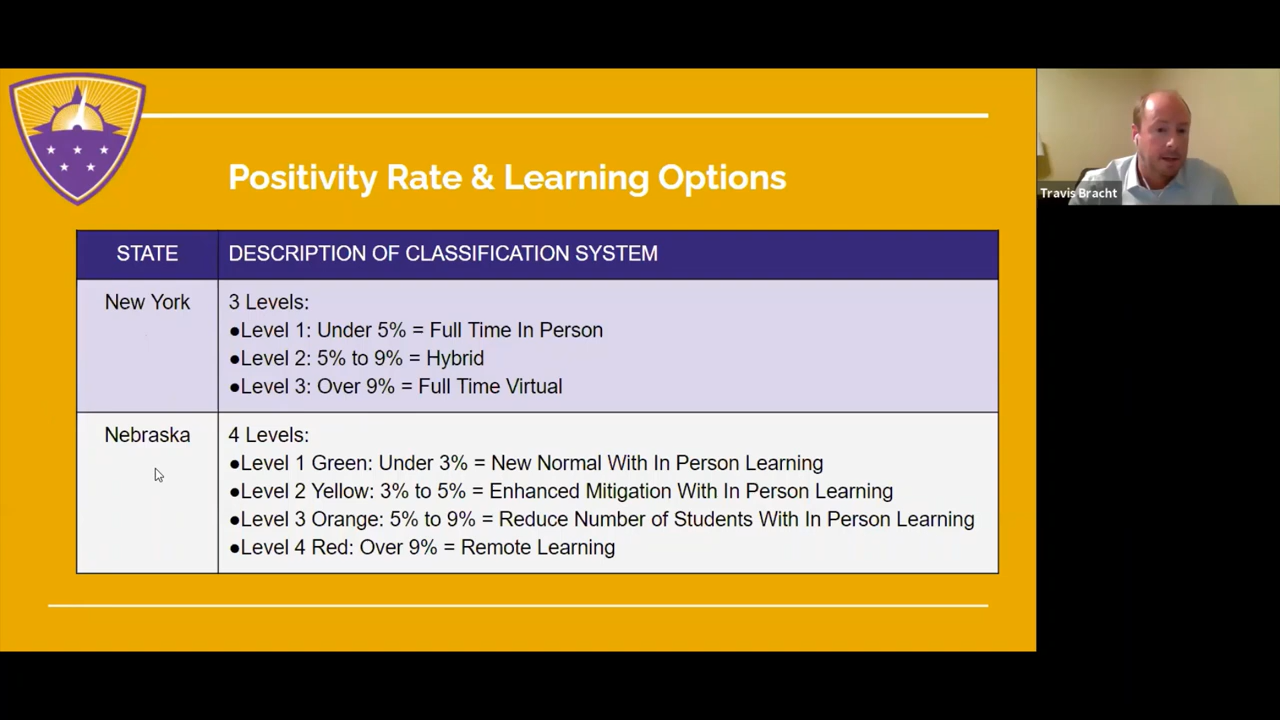 Positivity Rate & Learning Options
STATE
DESCRIPTION OF CLASSIFICATION SYSTEM
New York
3 Levels:
●Level 1: Under 5% = Full Time In Person
●Level 2: 5% to 9% = Hybrid
●Level 3: Over 9% = Full Time Virtual
Nebraska
4 Levels:
●Level 1 Green: Under 3% = New Normal With In Person Learning
●Level 2 Yellow: 3% to 5% = Enhanced Mitigation With In Person Learning
●Level 3 Orange: 5% to 9% = Reduce Number of Students With In Person Learning
●Level 4 Red: Over 9% = Remote Learning
Travis Bracht